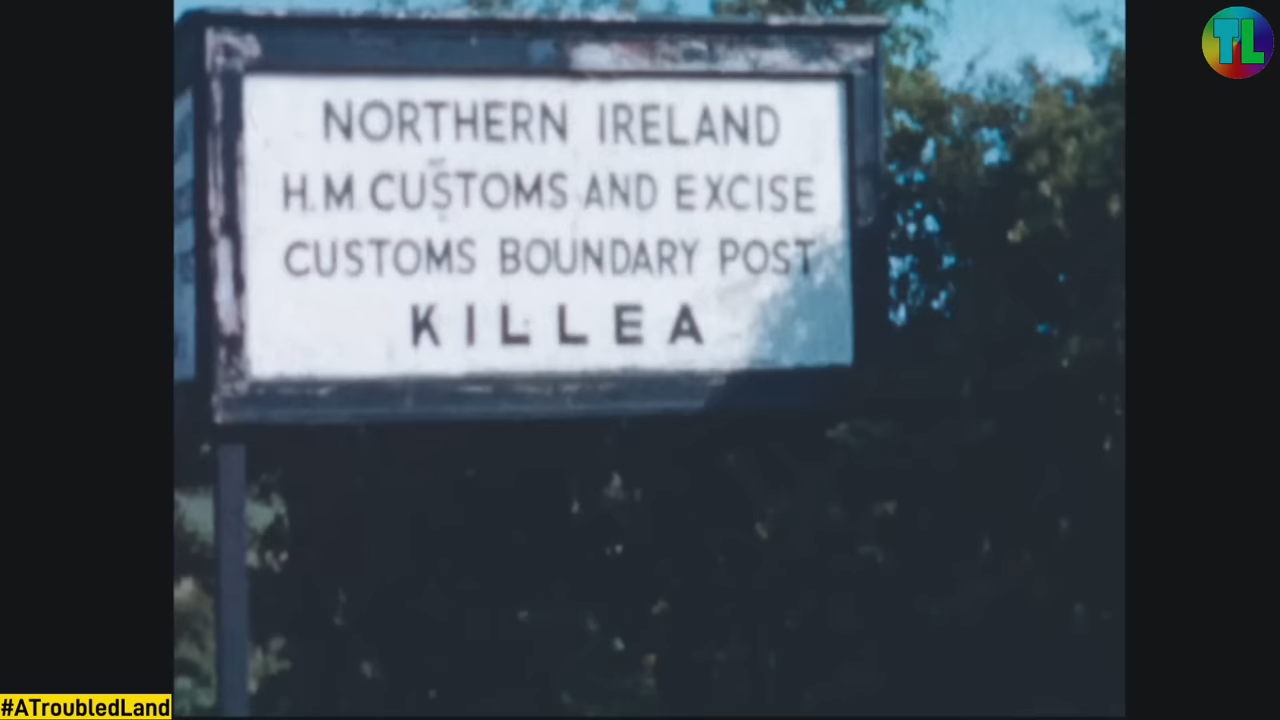 NORTHERN IRELAND
H.M CUSTOMS AND EXCISE
CUSTOMS BOUNDARY POST
KILLEA
TL
#ATroubledLand